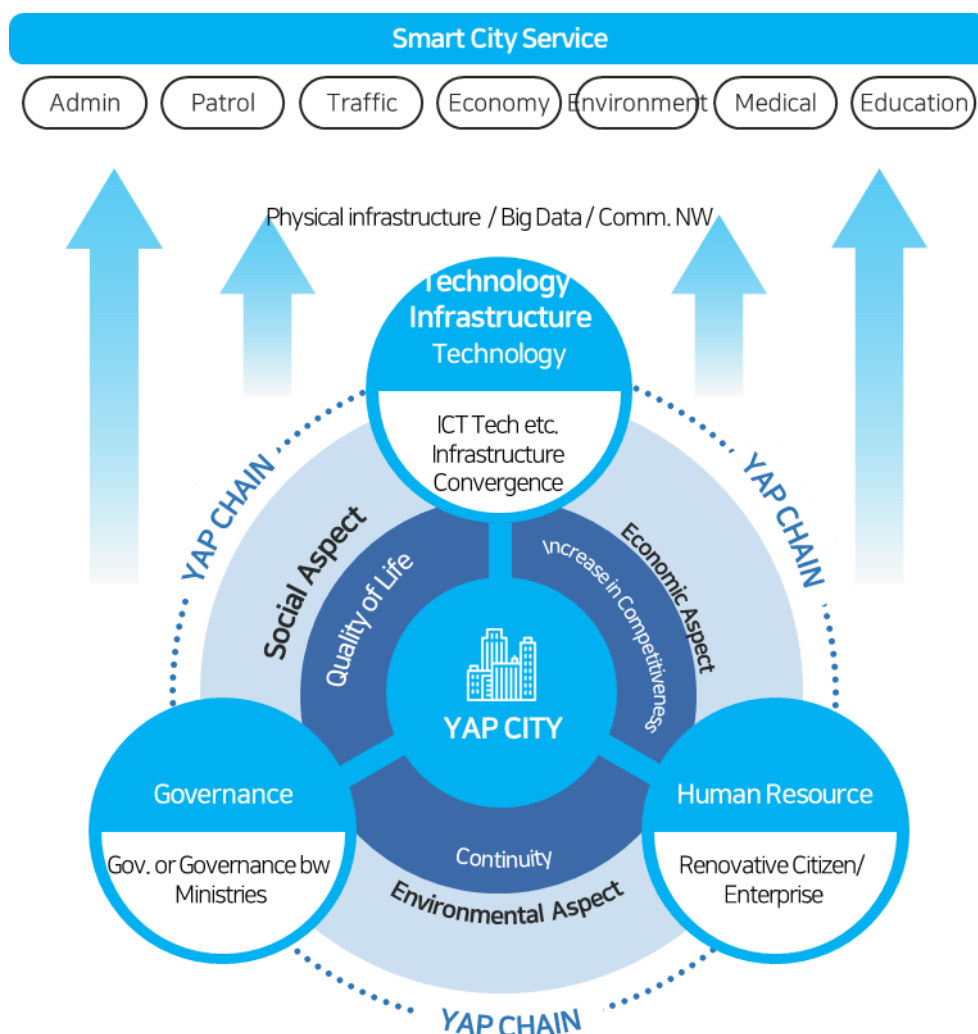 Smart City Service
Admin
Patrol
Traffic
Economy
Environment
Medical
Education
Physical infrastructure / Big Data / Comm. NW
Technology
Infrastructure
Technology
ICT Tech etc.
Infrastructure
Convergence
YAP CHAIN
YAP CHAIN
Social Aspect
Quality of Life
Economic Aspect
Increase in Competitiveness
YAP CITY
Governance
Gov. or Governance bw
Ministries
Human Resource
Renovative Citizen/
Enterprise
Continuity
Environmental Aspect
YAP CHAIN